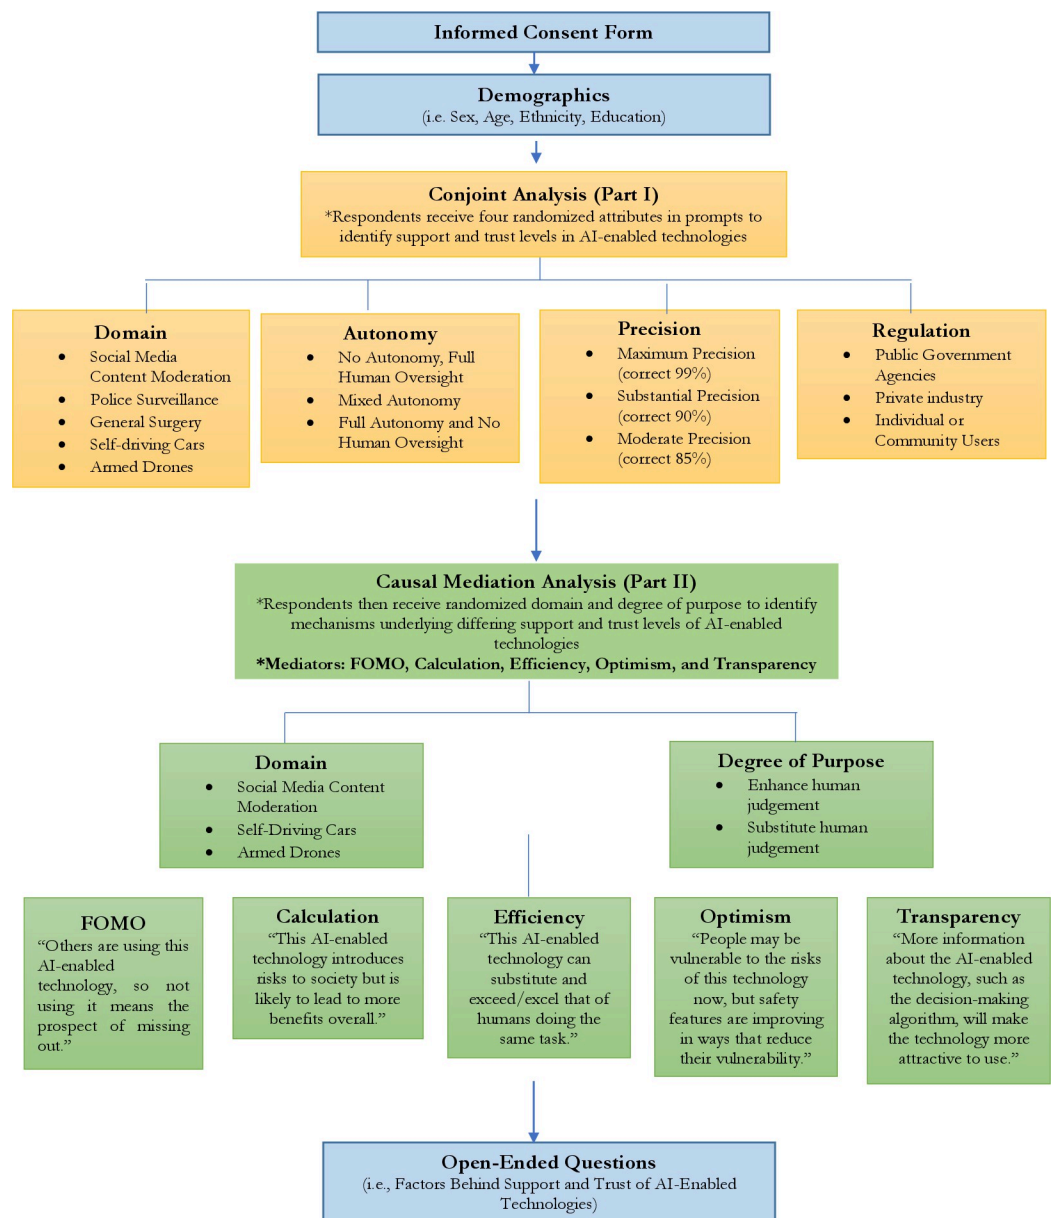 Informed Consent Form
Demographics
(i.e. Sex, Age, Ethnicity, Education)
Conjoint Analysis (Part I)
*Respondents receive four randomized attributes in prompts to
identify support and trust levels in AI-enabled technologies
Domain
• Social Media
Content Moderation
• Police Surveillance
• General Surgery
• Self-driving Cars
• Armed Drones
Autonomy
• No Autonomy, Full
Human Oversight
• Mixed Autonomy
• Full Autonomy and No
Human Oversight
Precision
• Maximum Precision
(correct 99%)
• Substantial Precision
(correct 90%)
• Moderate Precision
(correct 85%)
Regulation
• Public Government
Agencies
• Private industry
• Individual or
Community Users
Causal Mediation Analysis (Part II)
*Respondents then receive randomized domain and degree of purpose to identify
mechanisms underlying differing support and trust levels of AI-enabled
technologies
*Mediators: FOMO, Calculation, Efficiency, Optimism, and Transparency
Domain
• Social Media Content
Moderation
• Self-Driving Cars
• Armed Drones
Degree of Purpose
• Enhance human
judgement
• Substitute human
judgement
FOMO
“Others are using this
AI-enabled
technology, so not
using it means the
prospect of missing
out.”
Calculation
“This AI-enabled
technology introduces
risks to society but is
likely to lead to more
benefits overall.”
Efficiency
“This AI-enabled
technology can
substitute and
exceed/excel that of
humans doing the
same task.”
Optimism
“People may be
vulnerable to the risks
of this technology
now, but safety
features are improving
in ways that reduce
their vulnerability.”
Transparency
“More information
about the AI-enabled
technology, such as
the decision-making
algorithm, will make
the technology more
attractive to use.”
Open-Ended Questions
(i.e., Factors Behind Support and Trust of AI-Enabled
Technologies)